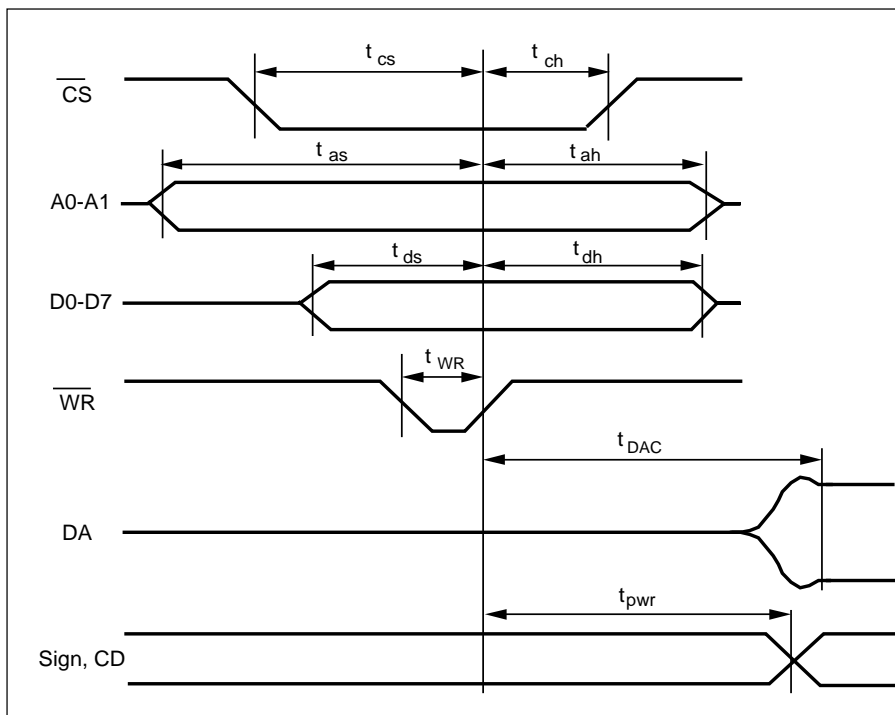 t cs
t ch
CS
t as
t ah
A0-A1
t ds
t dh
D0-D7
t WR
WR
t DAC
DA
t pwr
Sign, CD